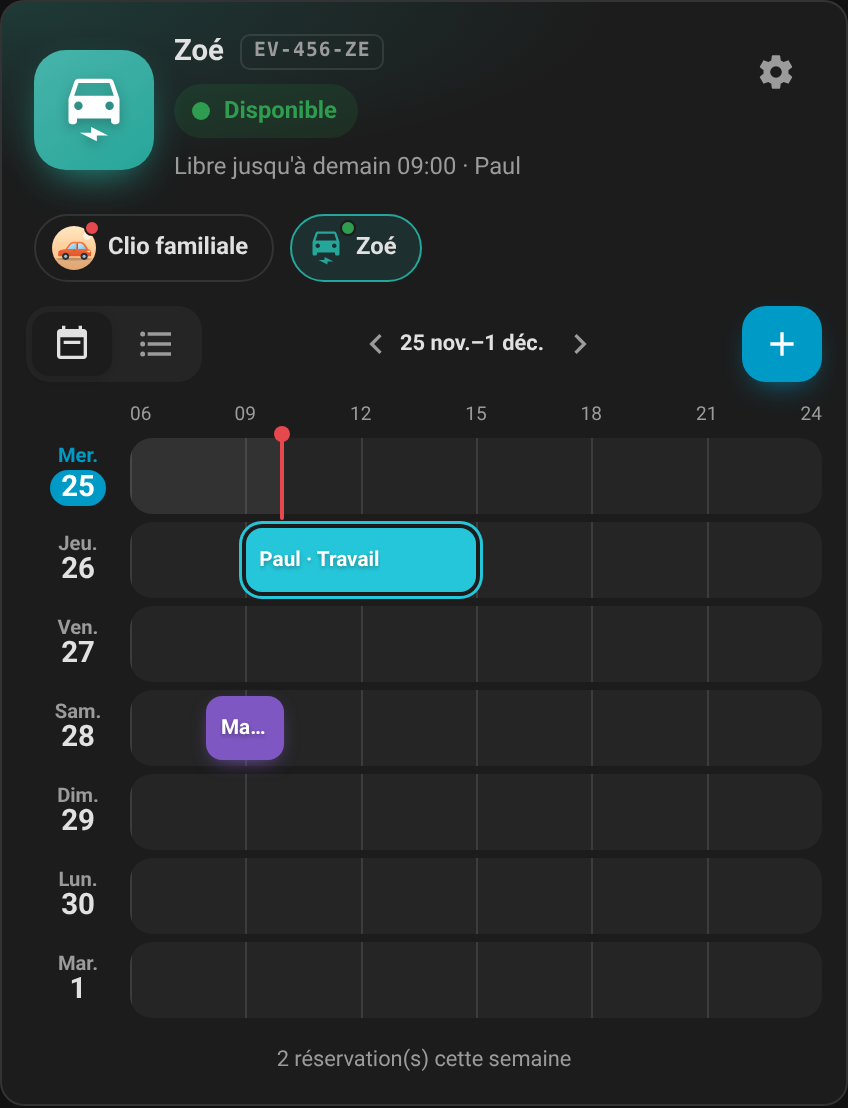 Zoé EV-456-ZE
Disponible
Libre jusqu'à demain 09:00 · Paul
Clio familiale Zoé
25 nov.–1 déc.
06 09 12 15 18 21 24
Mer.
25
Jeu.
26
Paul · Travail
Ven.
27
Sam.
28
Ma…
Dim.
29
Lun.
30
Mar.
1
2 réservation(s) cette semaine